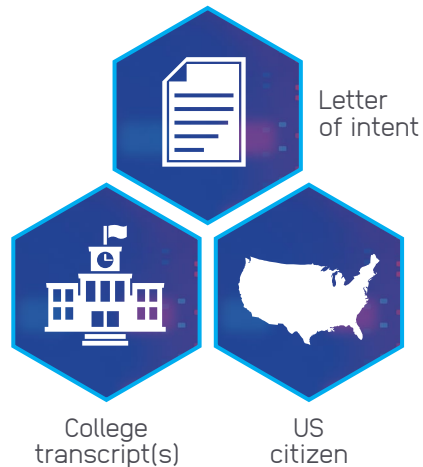 Letter
of intent
College
transcript(s)
US
citizen